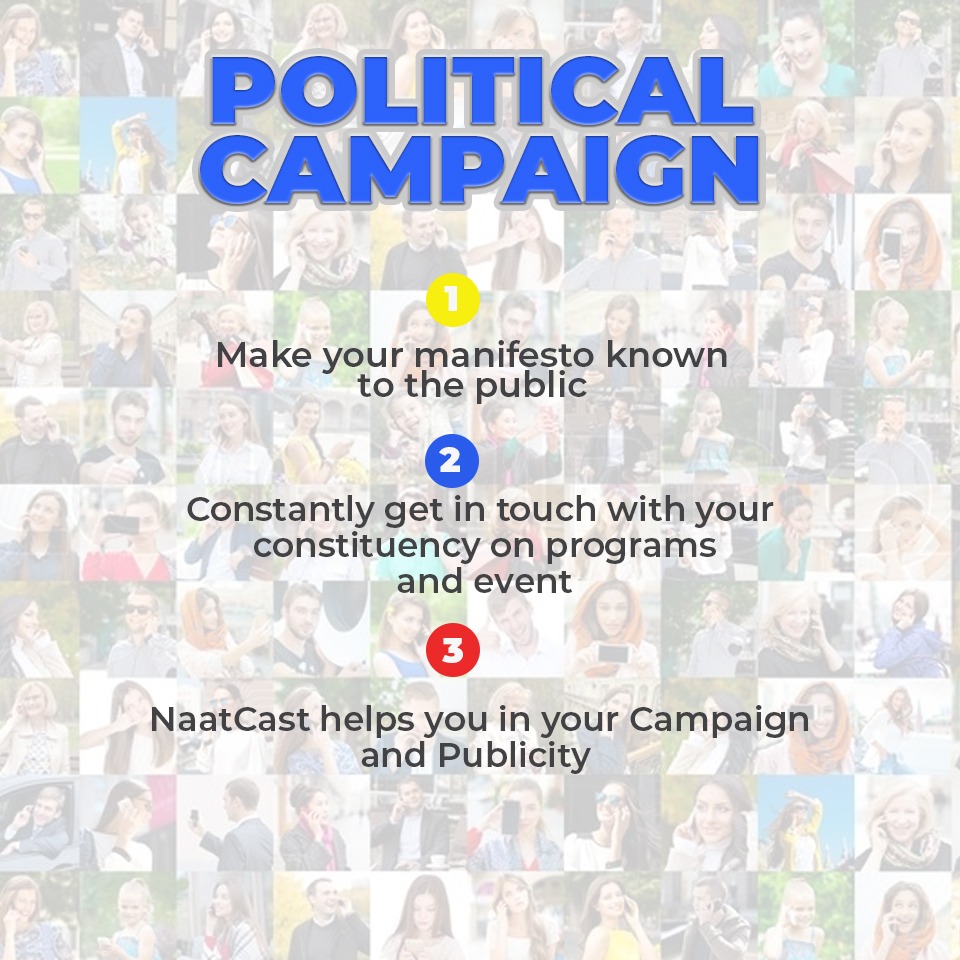 POLITICAL
CAMPAIGN
1
Make your manifesto known
to the public
2
Constantly get in touch with your
constituency on programs
and event
3
NaatCast helps you in your Campaign
and Publicity